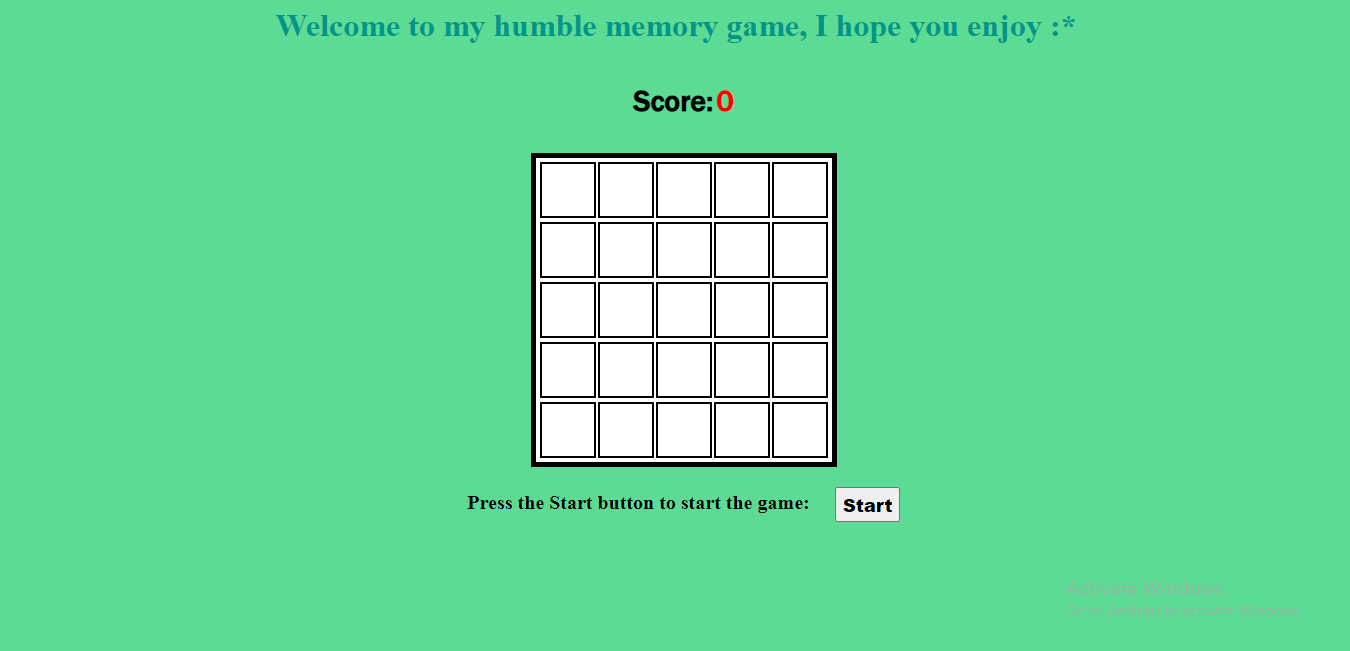 Welcome to my humble memory game, I hope you enjoy :*
Score:0
Press the Start button to start the game:
Start
Activate Windows
Go to Settings to activate Windows.